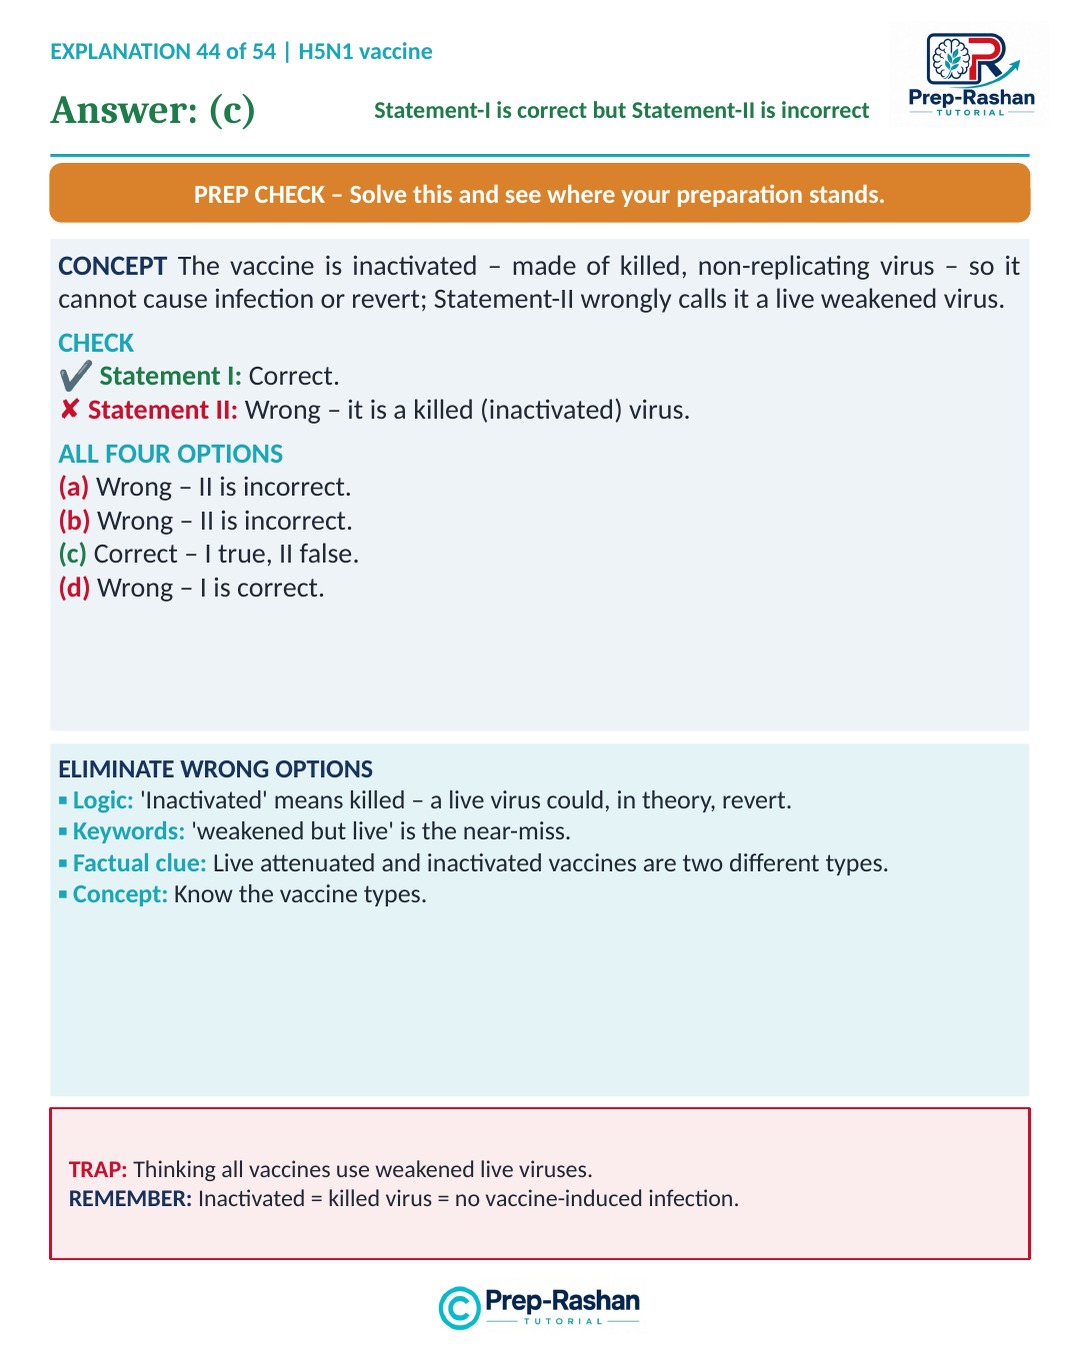 EXPLANATION 44 of 54 | H5N1 vaccine
Prep-Rashan
TUTORIAL
Answer: (c)
Statement-I is correct but Statement-II is incorrect
PREP CHECK – Solve this and see where your preparation stands.
CONCEPT The vaccine is inactivated – made of killed, non-replicating virus – so it
cannot cause infection or revert; Statement-II wrongly calls it a live weakened virus.
CHECK
✔ Statement I: Correct.
✘ Statement II: Wrong – it is a killed (inactivated) virus.
ALL FOUR OPTIONS
(a) Wrong – II is incorrect.
(b) Wrong – II is incorrect.
(c) Correct – I true, II false.
(d) Wrong – I is correct.
ELIMINATE WRONG OPTIONS
▪ Logic: 'Inactivated' means killed – a live virus could, in theory, revert.
▪ Keywords: 'weakened but live' is the near-miss.
▪ Factual clue: Live attenuated and inactivated vaccines are two different types.
▪ Concept: Know the vaccine types.
TRAP: Thinking all vaccines use weakened live viruses.
REMEMBER: Inactivated = killed virus = no vaccine-induced infection.
© Prep-Rashan
TUTORIAL